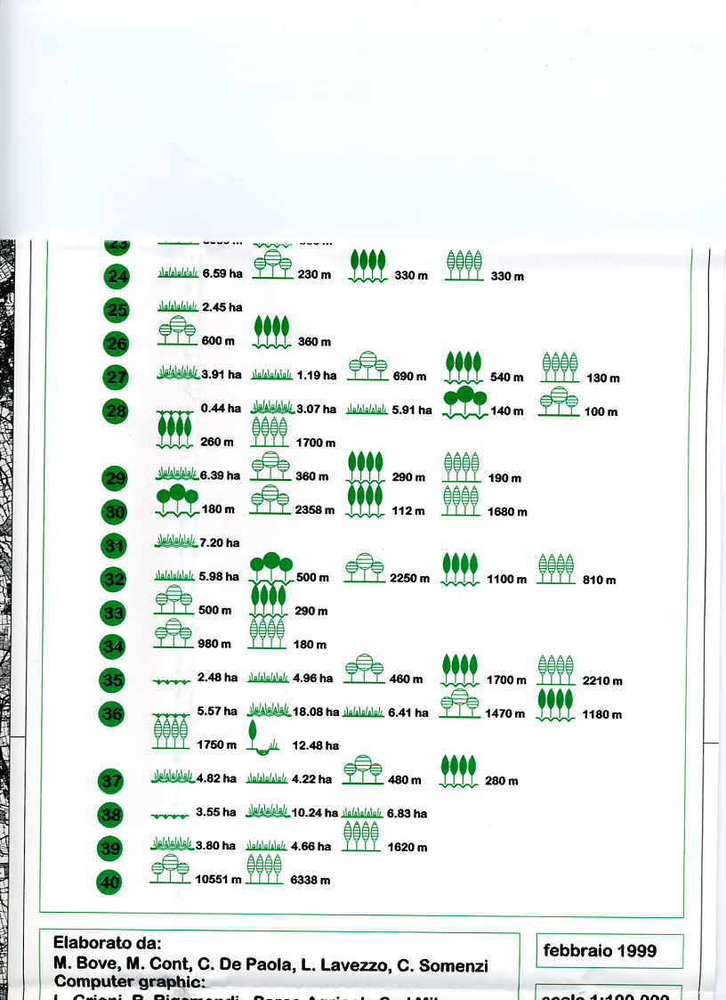 23
24 6.59 ha 230 m 330 m 330 m
25 2.45 ha
26 600 m 360 m
27 3.91 ha 1.19 ha 690 m 540 m 130 m
28 0.44 ha 3.07 ha 5.91 ha 140 m 100 m
260 m 1700 m
29 6.39 ha 360 m 290 m 190 m
30 180 m 2358 m 112 m 1680 m
31 7.20 ha
32 5.98 ha 500 m 2250 m 1100 m 810 m
33 500 m 290 m
34 980 m 180 m
35 2.48 ha 4.96 ha 460 m 1700 m 2210 m
36 5.57 ha 18.08 ha 6.41 ha 1470 m 1180 m
1750 m 12.48 ha
37 4.82 ha 4.22 ha 480 m 280 m
38 3.55 ha 10.24 ha 6.83 ha
39 3.80 ha 4.66 ha 1620 m
40 10551 m 6338 m
Elaborato da:
M. Bove, M. Cont, C. De Paola, L. Lavezzo, C. Somenzi
febbraio 1999
Computer graphic:
scala 1:100.000